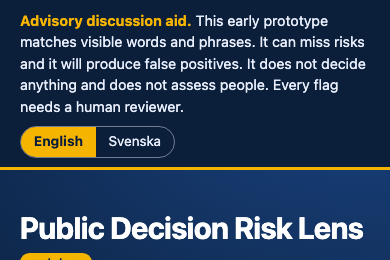 Advisory discussion aid. This early prototype
matches visible words and phrases. It can miss risks
and it will produce false positives. It does not decide
anything and does not assess people. Every flag
needs a human reviewer.
English Svenska
Public Decision Risk Lens